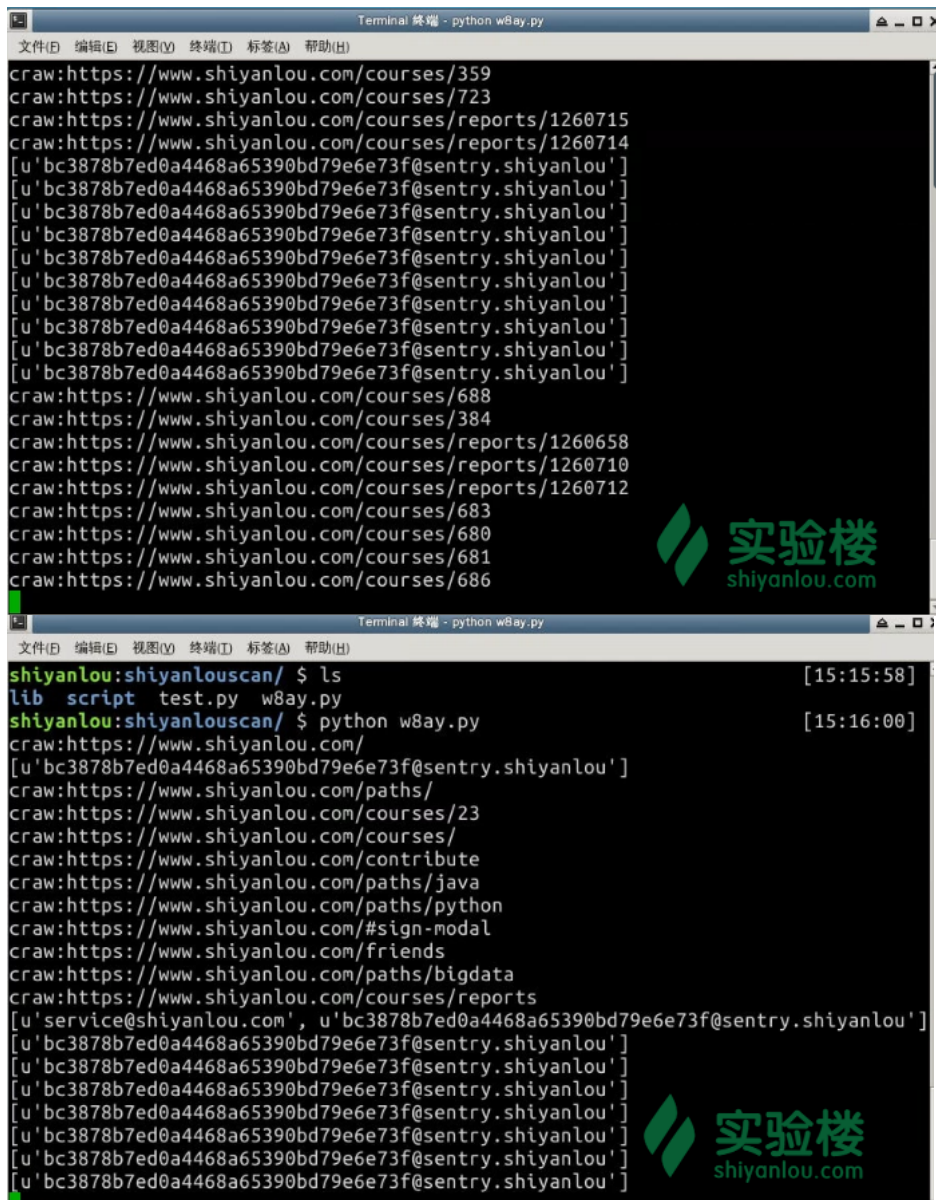 Terminal 终端 - python w8ay.py
文件(F) 编辑(E) 视图(V) 终端(T) 标签(A) 帮助(H)
craw:https://www.shiyanlou.com/courses/359
craw:https://www.shiyanlou.com/courses/723
craw:https://www.shiyanlou.com/courses/reports/1260715
craw:https://www.shiyanlou.com/courses/reports/1260714
[u'bc3878b7ed0a4468a65390bd79e6e73f@sentry.shiyanlou']
[u'bc3878b7ed0a4468a65390bd79e6e73f@sentry.shiyanlou']
[u'bc3878b7ed0a4468a65390bd79e6e73f@sentry.shiyanlou']
[u'bc3878b7ed0a4468a65390bd79e6e73f@sentry.shiyanlou']
[u'bc3878b7ed0a4468a65390bd79e6e73f@sentry.shiyanlou']
[u'bc3878b7ed0a4468a65390bd79e6e73f@sentry.shiyanlou']
[u'bc3878b7ed0a4468a65390bd79e6e73f@sentry.shiyanlou']
[u'bc3878b7ed0a4468a65390bd79e6e73f@sentry.shiyanlou']
[u'bc3878b7ed0a4468a65390bd79e6e73f@sentry.shiyanlou']
[u'bc3878b7ed0a4468a65390bd79e6e73f@sentry.shiyanlou']
craw:https://www.shiyanlou.com/courses/688
craw:https://www.shiyanlou.com/courses/384
craw:https://www.shiyanlou.com/courses/reports/1260658
craw:https://www.shiyanlou.com/courses/reports/1260710
craw:https://www.shiyanlou.com/courses/reports/1260712
craw:https://www.shiyanlou.com/courses/683
craw:https://www.shiyanlou.com/courses/680
craw:https://www.shiyanlou.com/courses/681
craw:https://www.shiyanlou.com/courses/686
实验楼
shiyanlou.com
Terminal 终端 - python w8ay.py
文件(F) 编辑(E) 视图(V) 终端(T) 标签(A) 帮助(H)
shiyanlou:shiyanlouscan/ $ ls [15:15:58]
lib script test.py w8ay.py
shiyanlou:shiyanlouscan/ $ python w8ay.py [15:16:00]
craw:https://www.shiyanlou.com/
[u'bc3878b7ed0a4468a65390bd79e6e73f@sentry.shiyanlou']
craw:https://www.shiyanlou.com/paths/
craw:https://www.shiyanlou.com/courses/23
craw:https://www.shiyanlou.com/courses/
craw:https://www.shiyanlou.com/contribute
craw:https://www.shiyanlou.com/paths/java
craw:https://www.shiyanlou.com/paths/python
craw:https://www.shiyanlou.com/#sign-modal
craw:https://www.shiyanlou.com/friends
craw:https://www.shiyanlou.com/paths/bigdata
craw:https://www.shiyanlou.com/courses/reports
[u'service@shiyanlou.com', u'bc3878b7ed0a4468a65390bd79e6e73f@sentry.shiyanlou']
[u'bc3878b7ed0a4468a65390bd79e6e73f@sentry.shiyanlou']
[u'bc3878b7ed0a4468a65390bd79e6e73f@sentry.shiyanlou']
[u'bc3878b7ed0a4468a65390bd79e6e73f@sentry.shiyanlou']
[u'bc3878b7ed0a4468a65390bd79e6e73f@sentry.shiyanlou']
[u'bc3878b7ed0a4468a65390bd79e6e73f@sentry.shiyanlou']
[u'bc3878b7ed0a4468a65390bd79e6e73f@sentry.shiyanlou']
[u'bc3878b7ed0a4468a65390bd79e6e73f@sentry.shiyanlou']
实验楼
shiyanlou.com